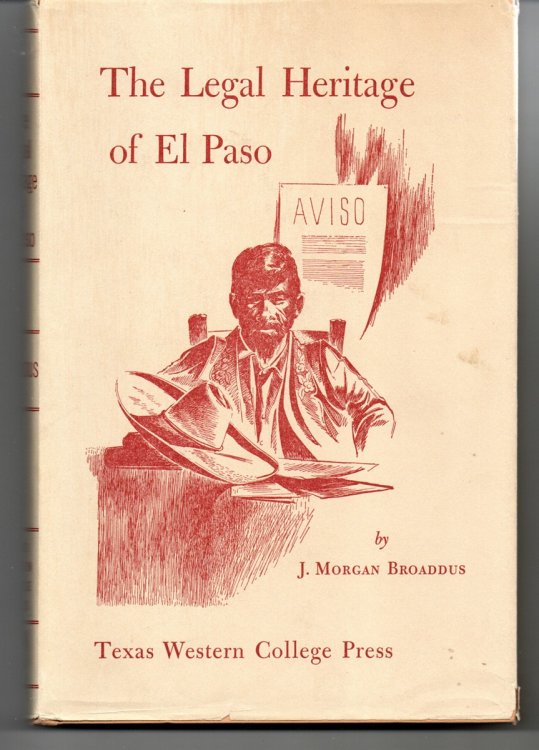 The Legal Heritage
of El Paso
AVISO
by
J. Morgan Broaddus
Texas Western College Press